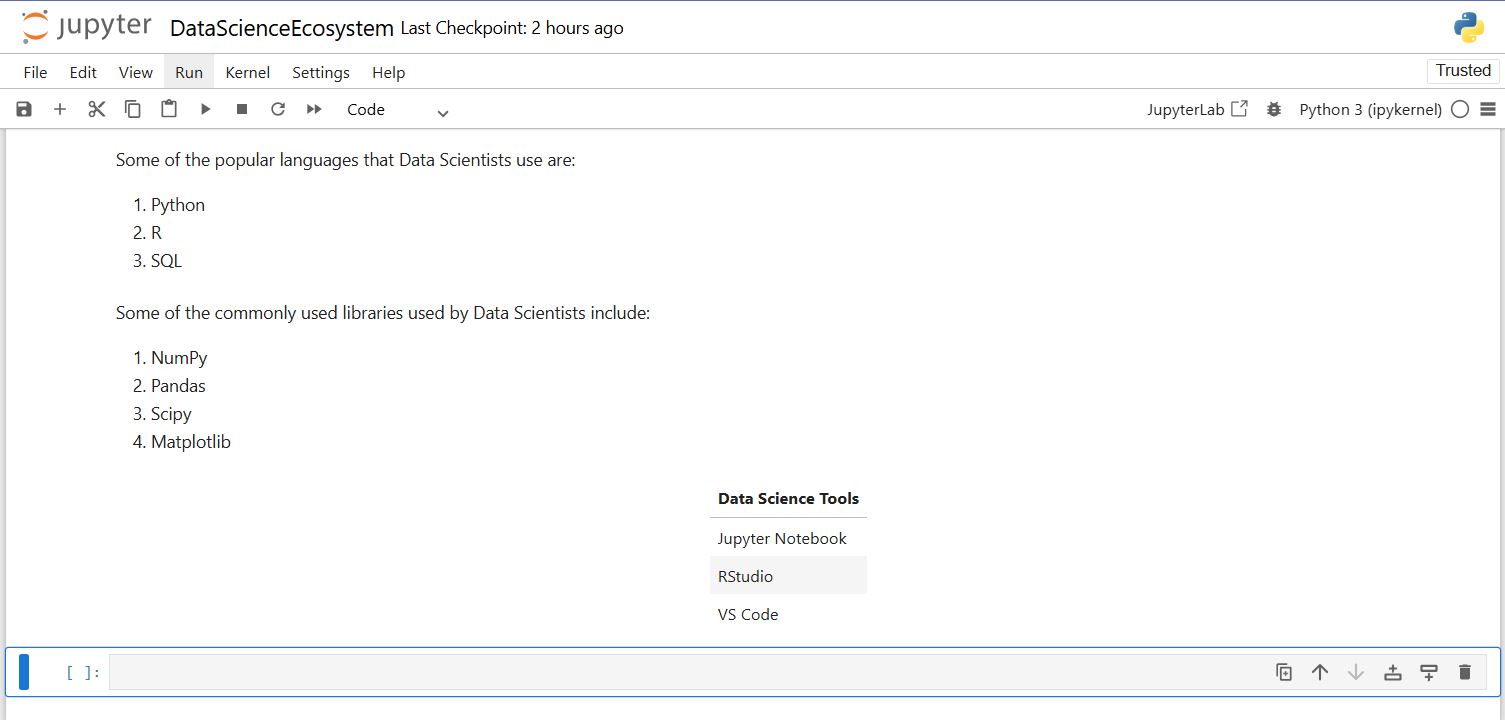 jupyter DataScienceEcosystem Last Checkpoint: 2 hours ago
File Edit View Run Kernel Settings Help Trusted
Code JupyterLab Python 3 (ipykernel)
Some of the popular languages that Data Scientists use are:
1. Python
2. R
3. SQL
Some of the commonly used libraries used by Data Scientists include:
1. NumPy
2. Pandas
3. Scipy
4. Matplotlib
Data Science Tools
Jupyter Notebook
RStudio
VS Code
[ ]: